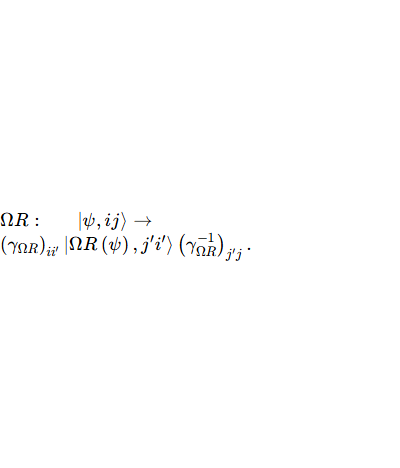 ΩR :   |ψ, ij⟩ →
(γ_{ΩR})_{ii′} |ΩR (ψ) , j′i′⟩ (γ_{ΩR}^{−1})_{j′j} .